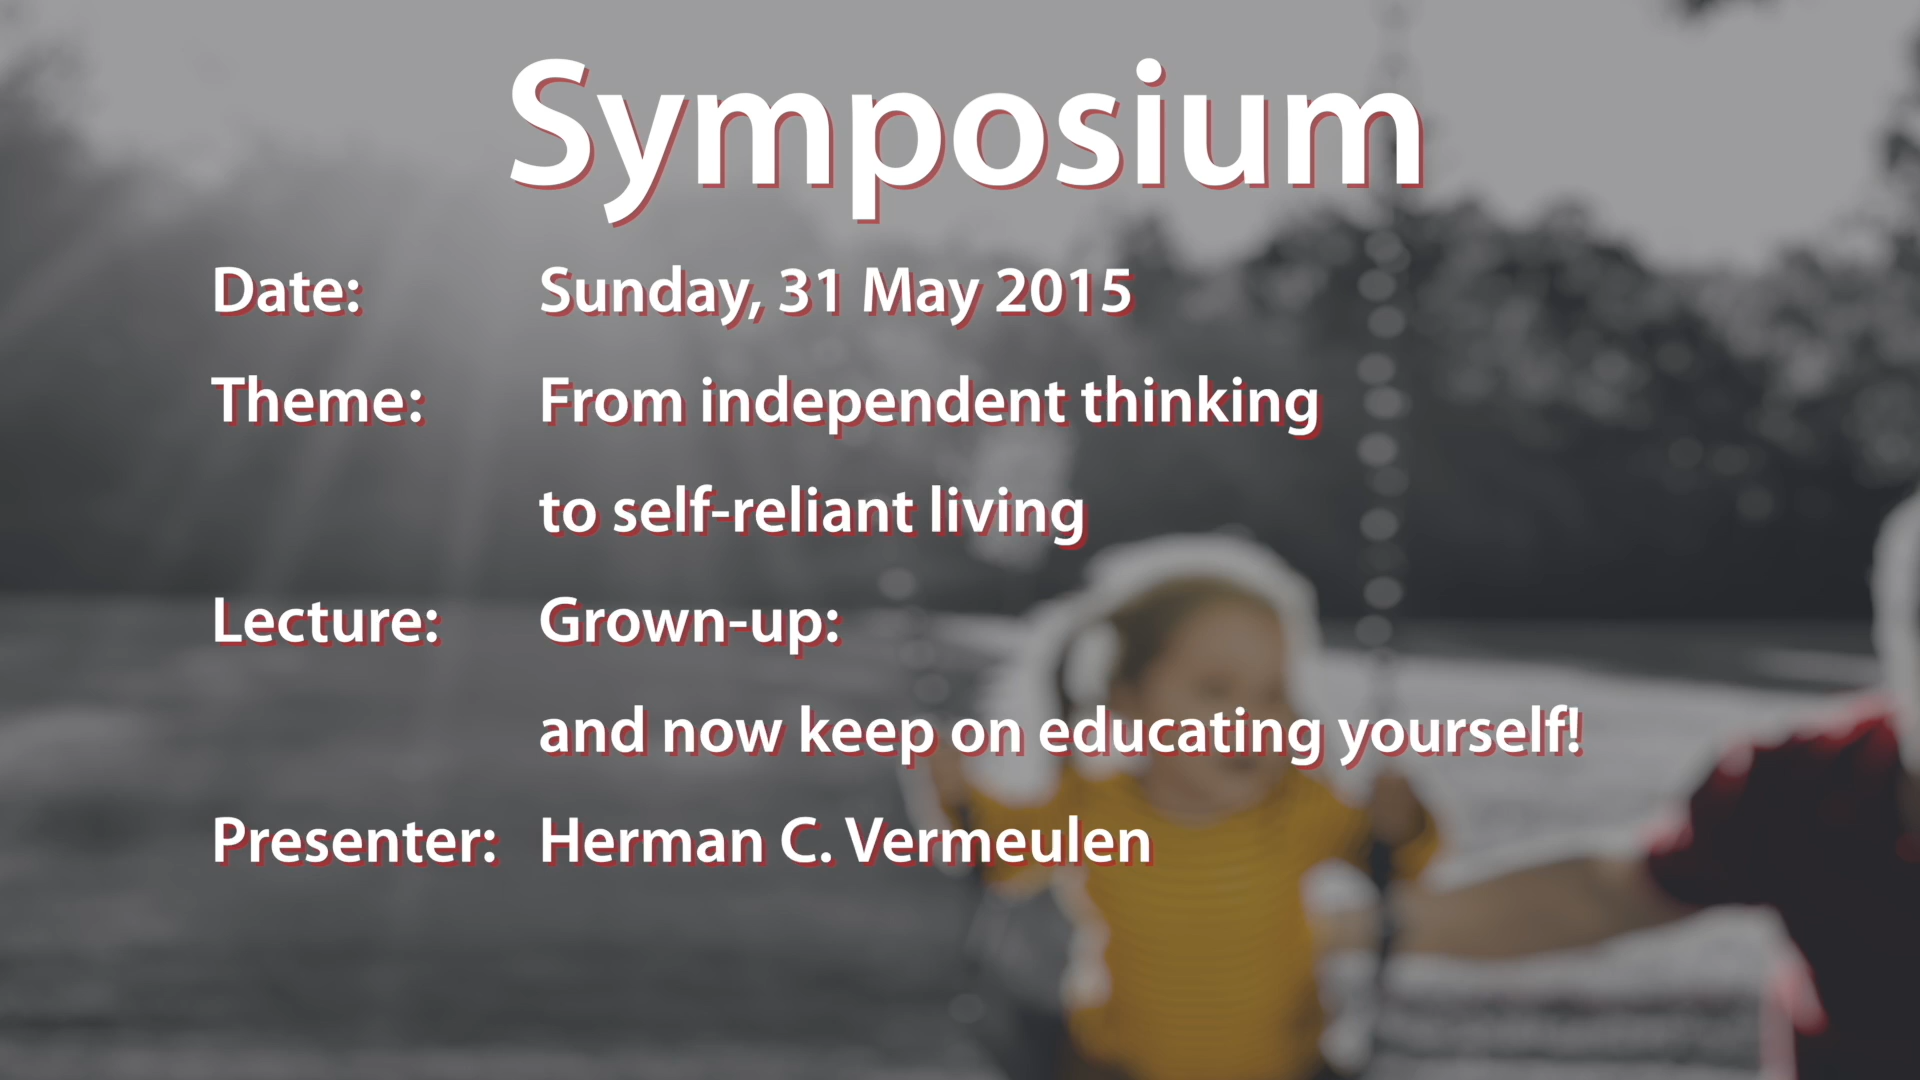 Symposium
Date: Sunday, 31 May 2015
Theme: From independent thinking
to self-reliant living
Lecture: Grown-up:
and now keep on educating yourself!
Presenter: Herman C. Vermeulen